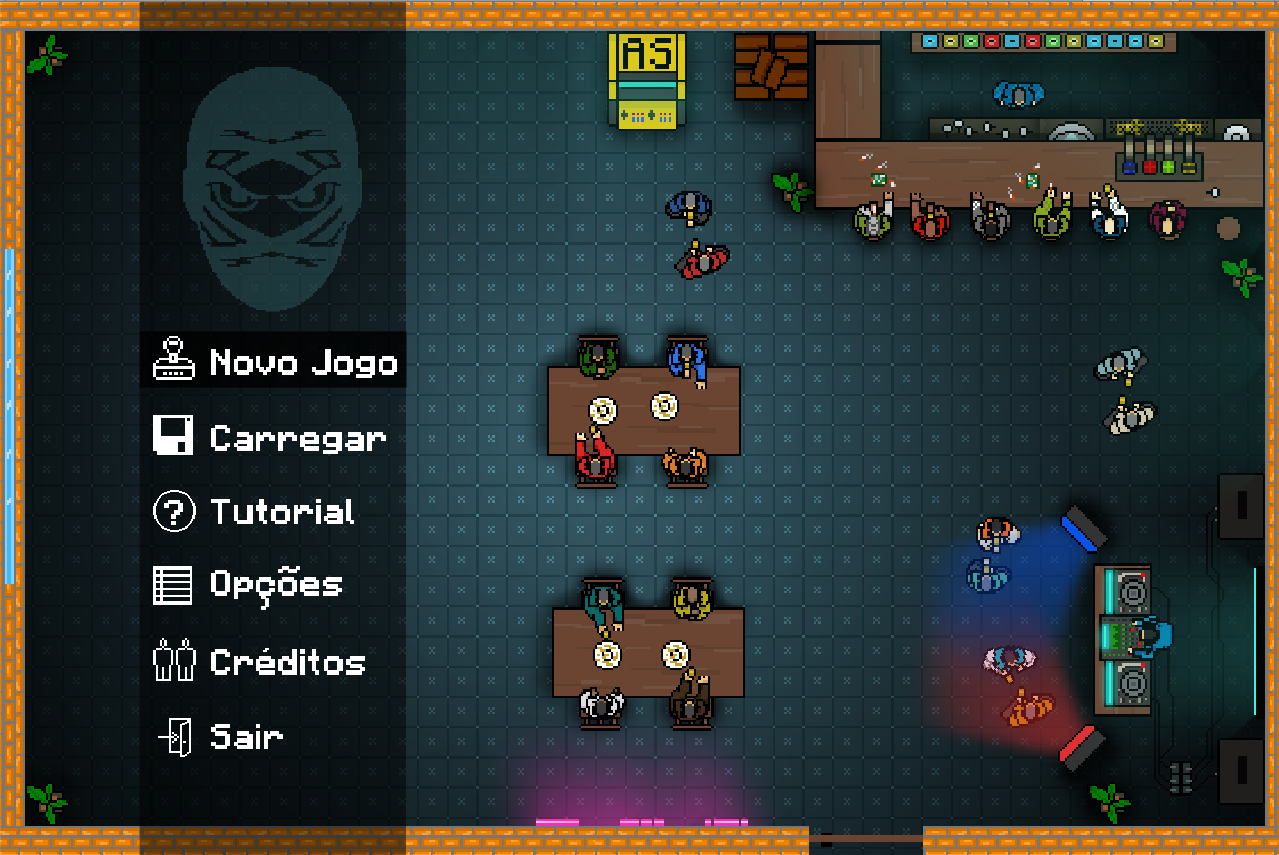 AS
Novo Jogo
Carregar
?
Tutorial
Opções
Créditos
Sair